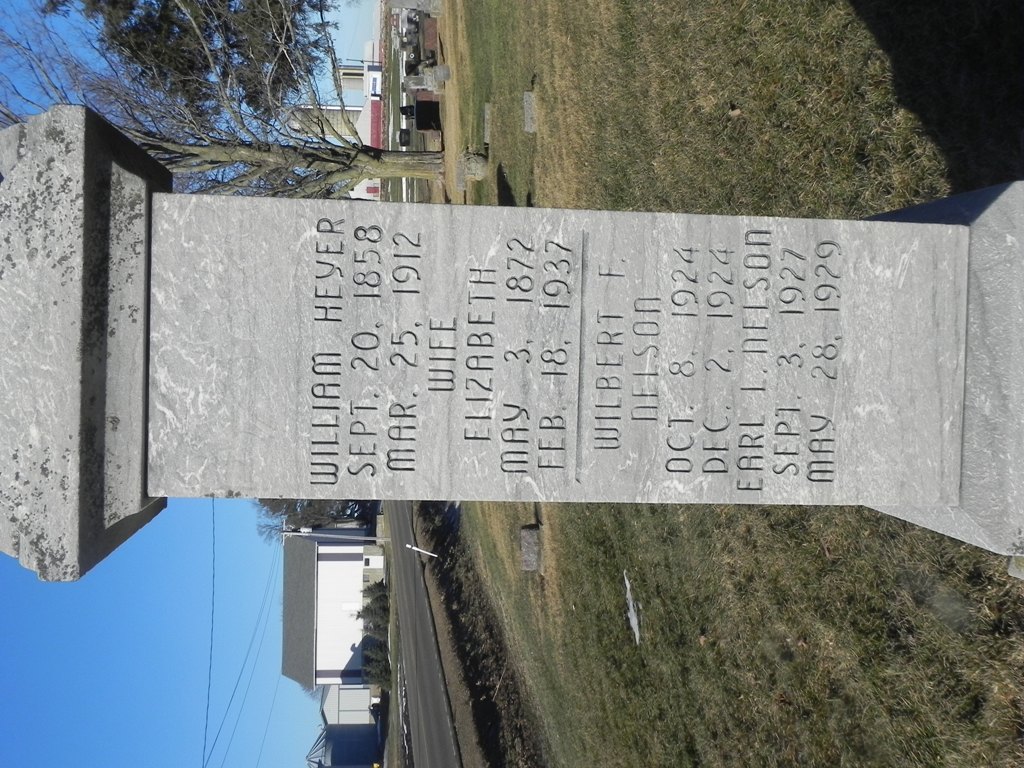 WILLIAM HEYER
SEPT. 20, 1858
MAR. 25, 1912
WIFE
ELIZABETH
MAY 3, 1872
FEB. 18, 1937
WILBERT F.
NELSON
OCT. 8, 1924
DEC. 2, 1924
EARL I. NELSON
SEPT. 3, 1927
MAY 28, 1929